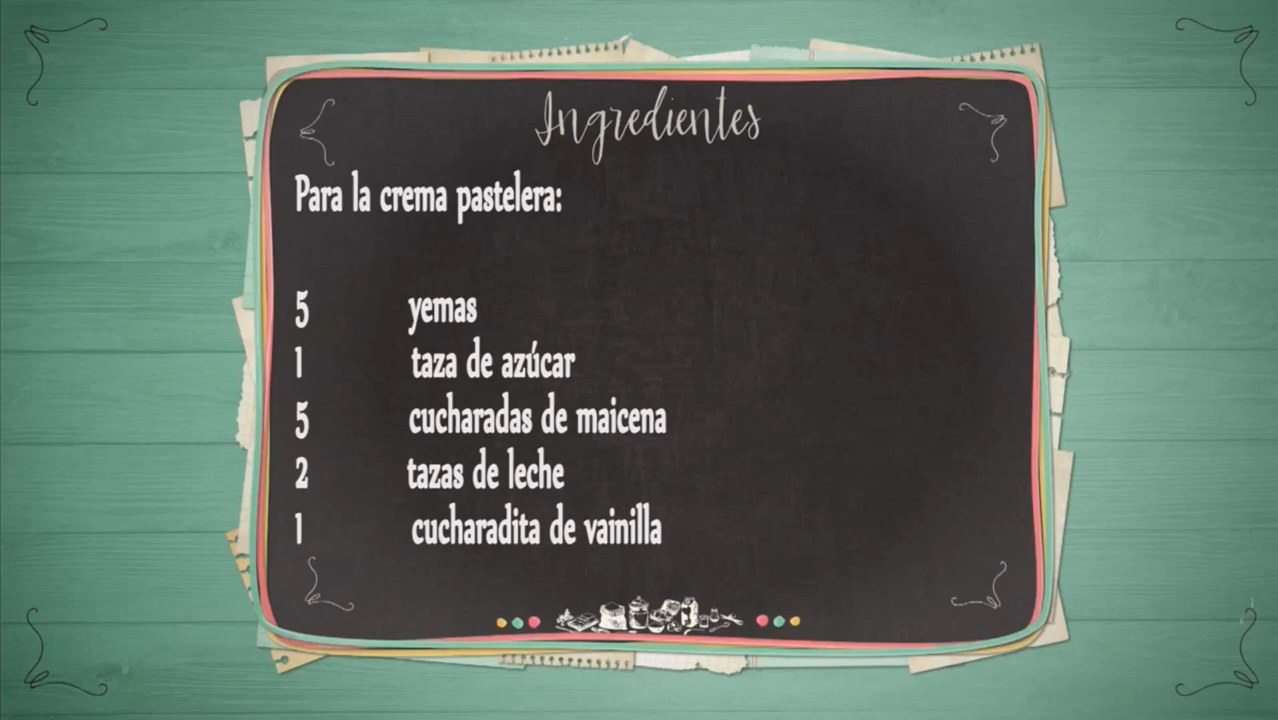 Ingredientes
Para la crema pastelera:
5 yemas
1 taza de azúcar
5 cucharadas de maicena
2 tazas de leche
1 cucharadita de vainilla